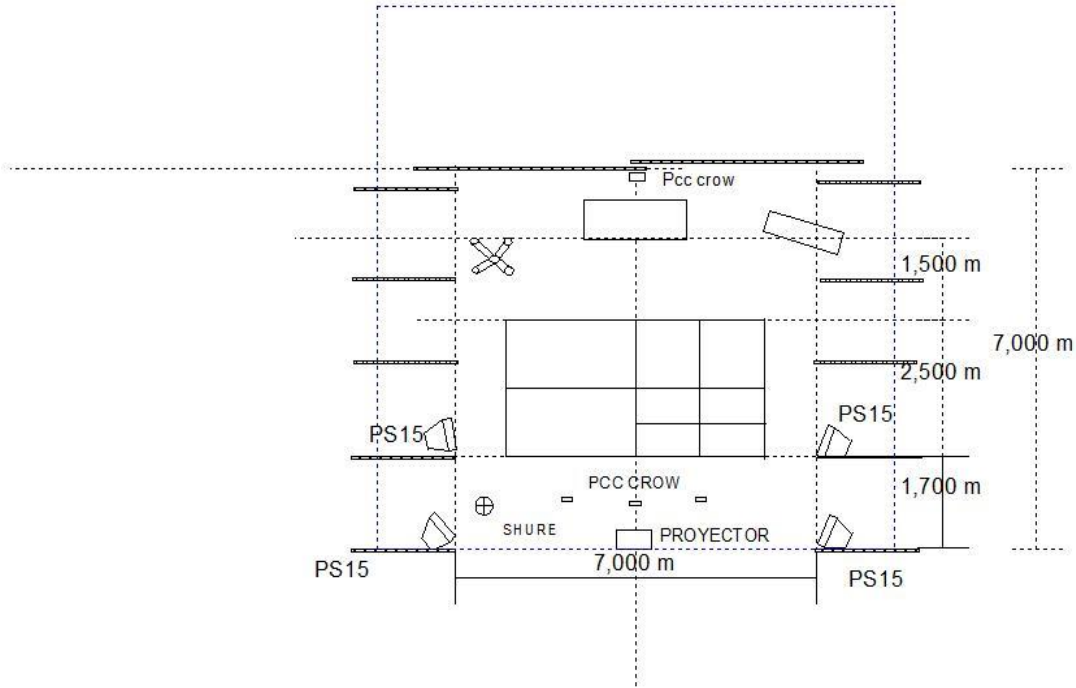 Pcc crow
1,500 m
7,000 m
2,500 m
PS15
PS15
PCC CROW
1,700 m
SHURE
PROYECTOR
7,000 m
PS15
PS15